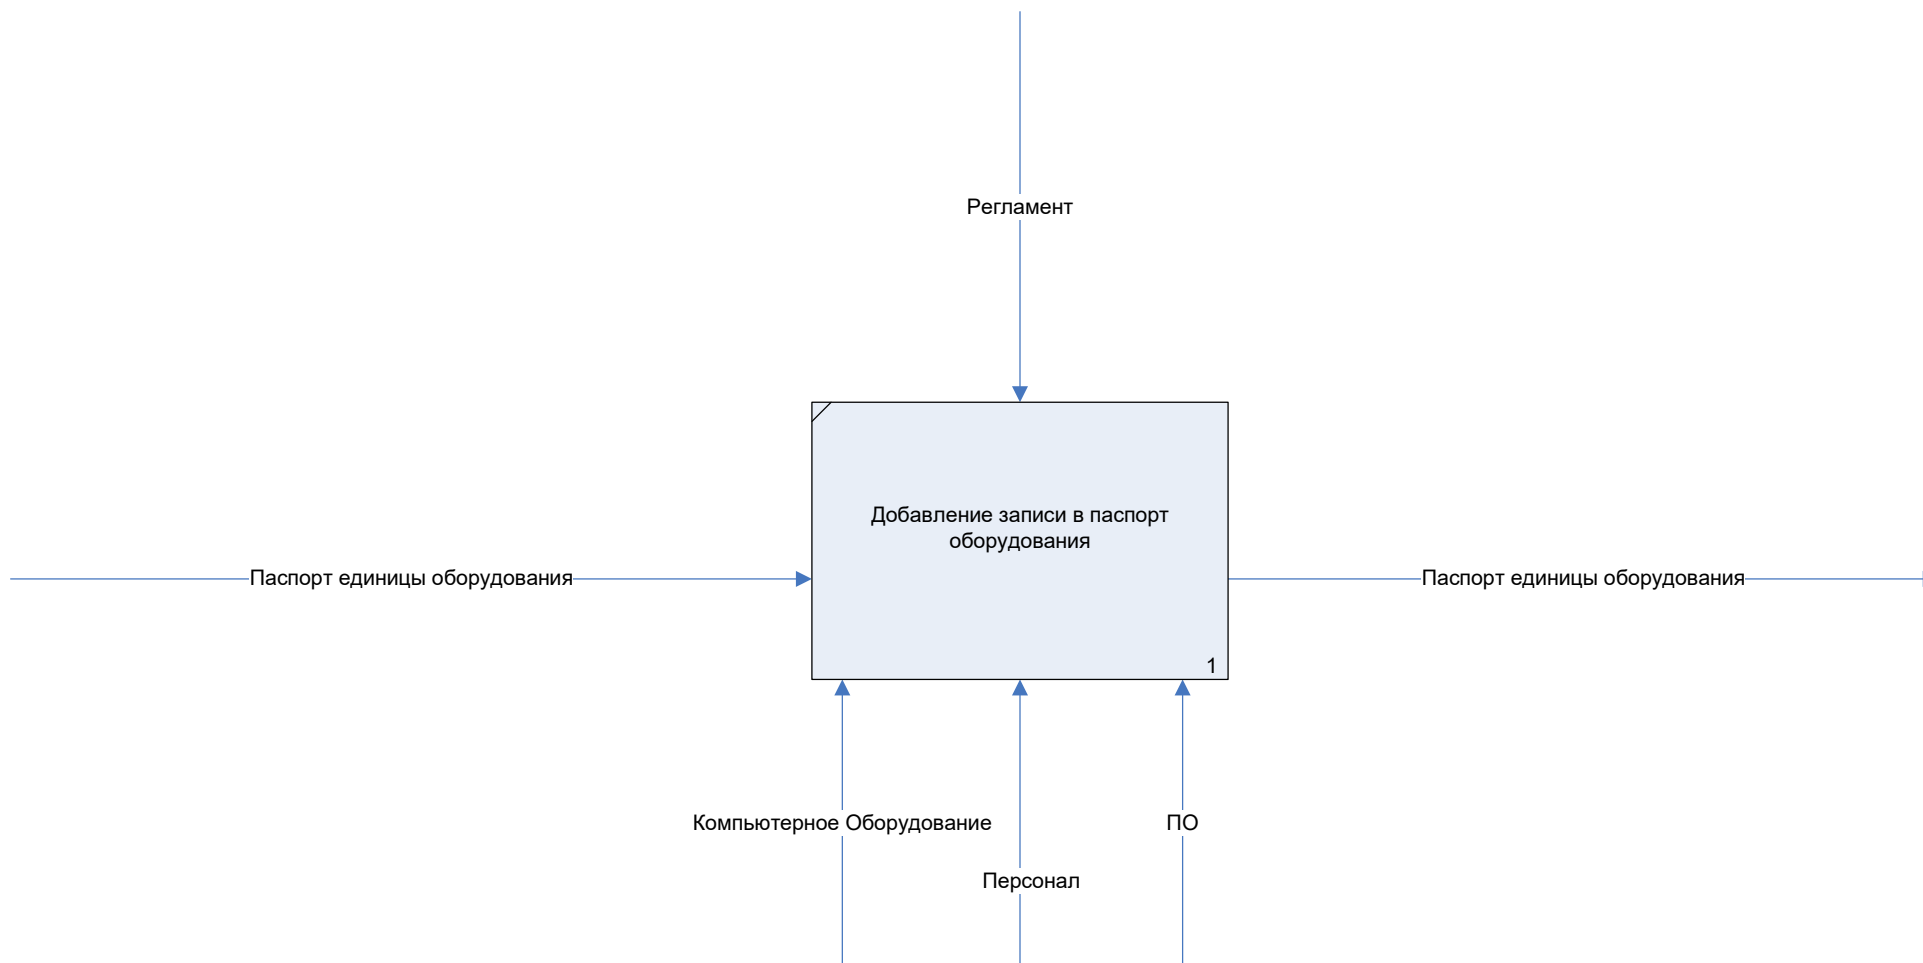 Регламент
Добавление записи в паспорт
оборудования
Паспорт единицы оборудования
Паспорт единицы оборудования
1
Компьютерное Оборудование
ПО
Персонал